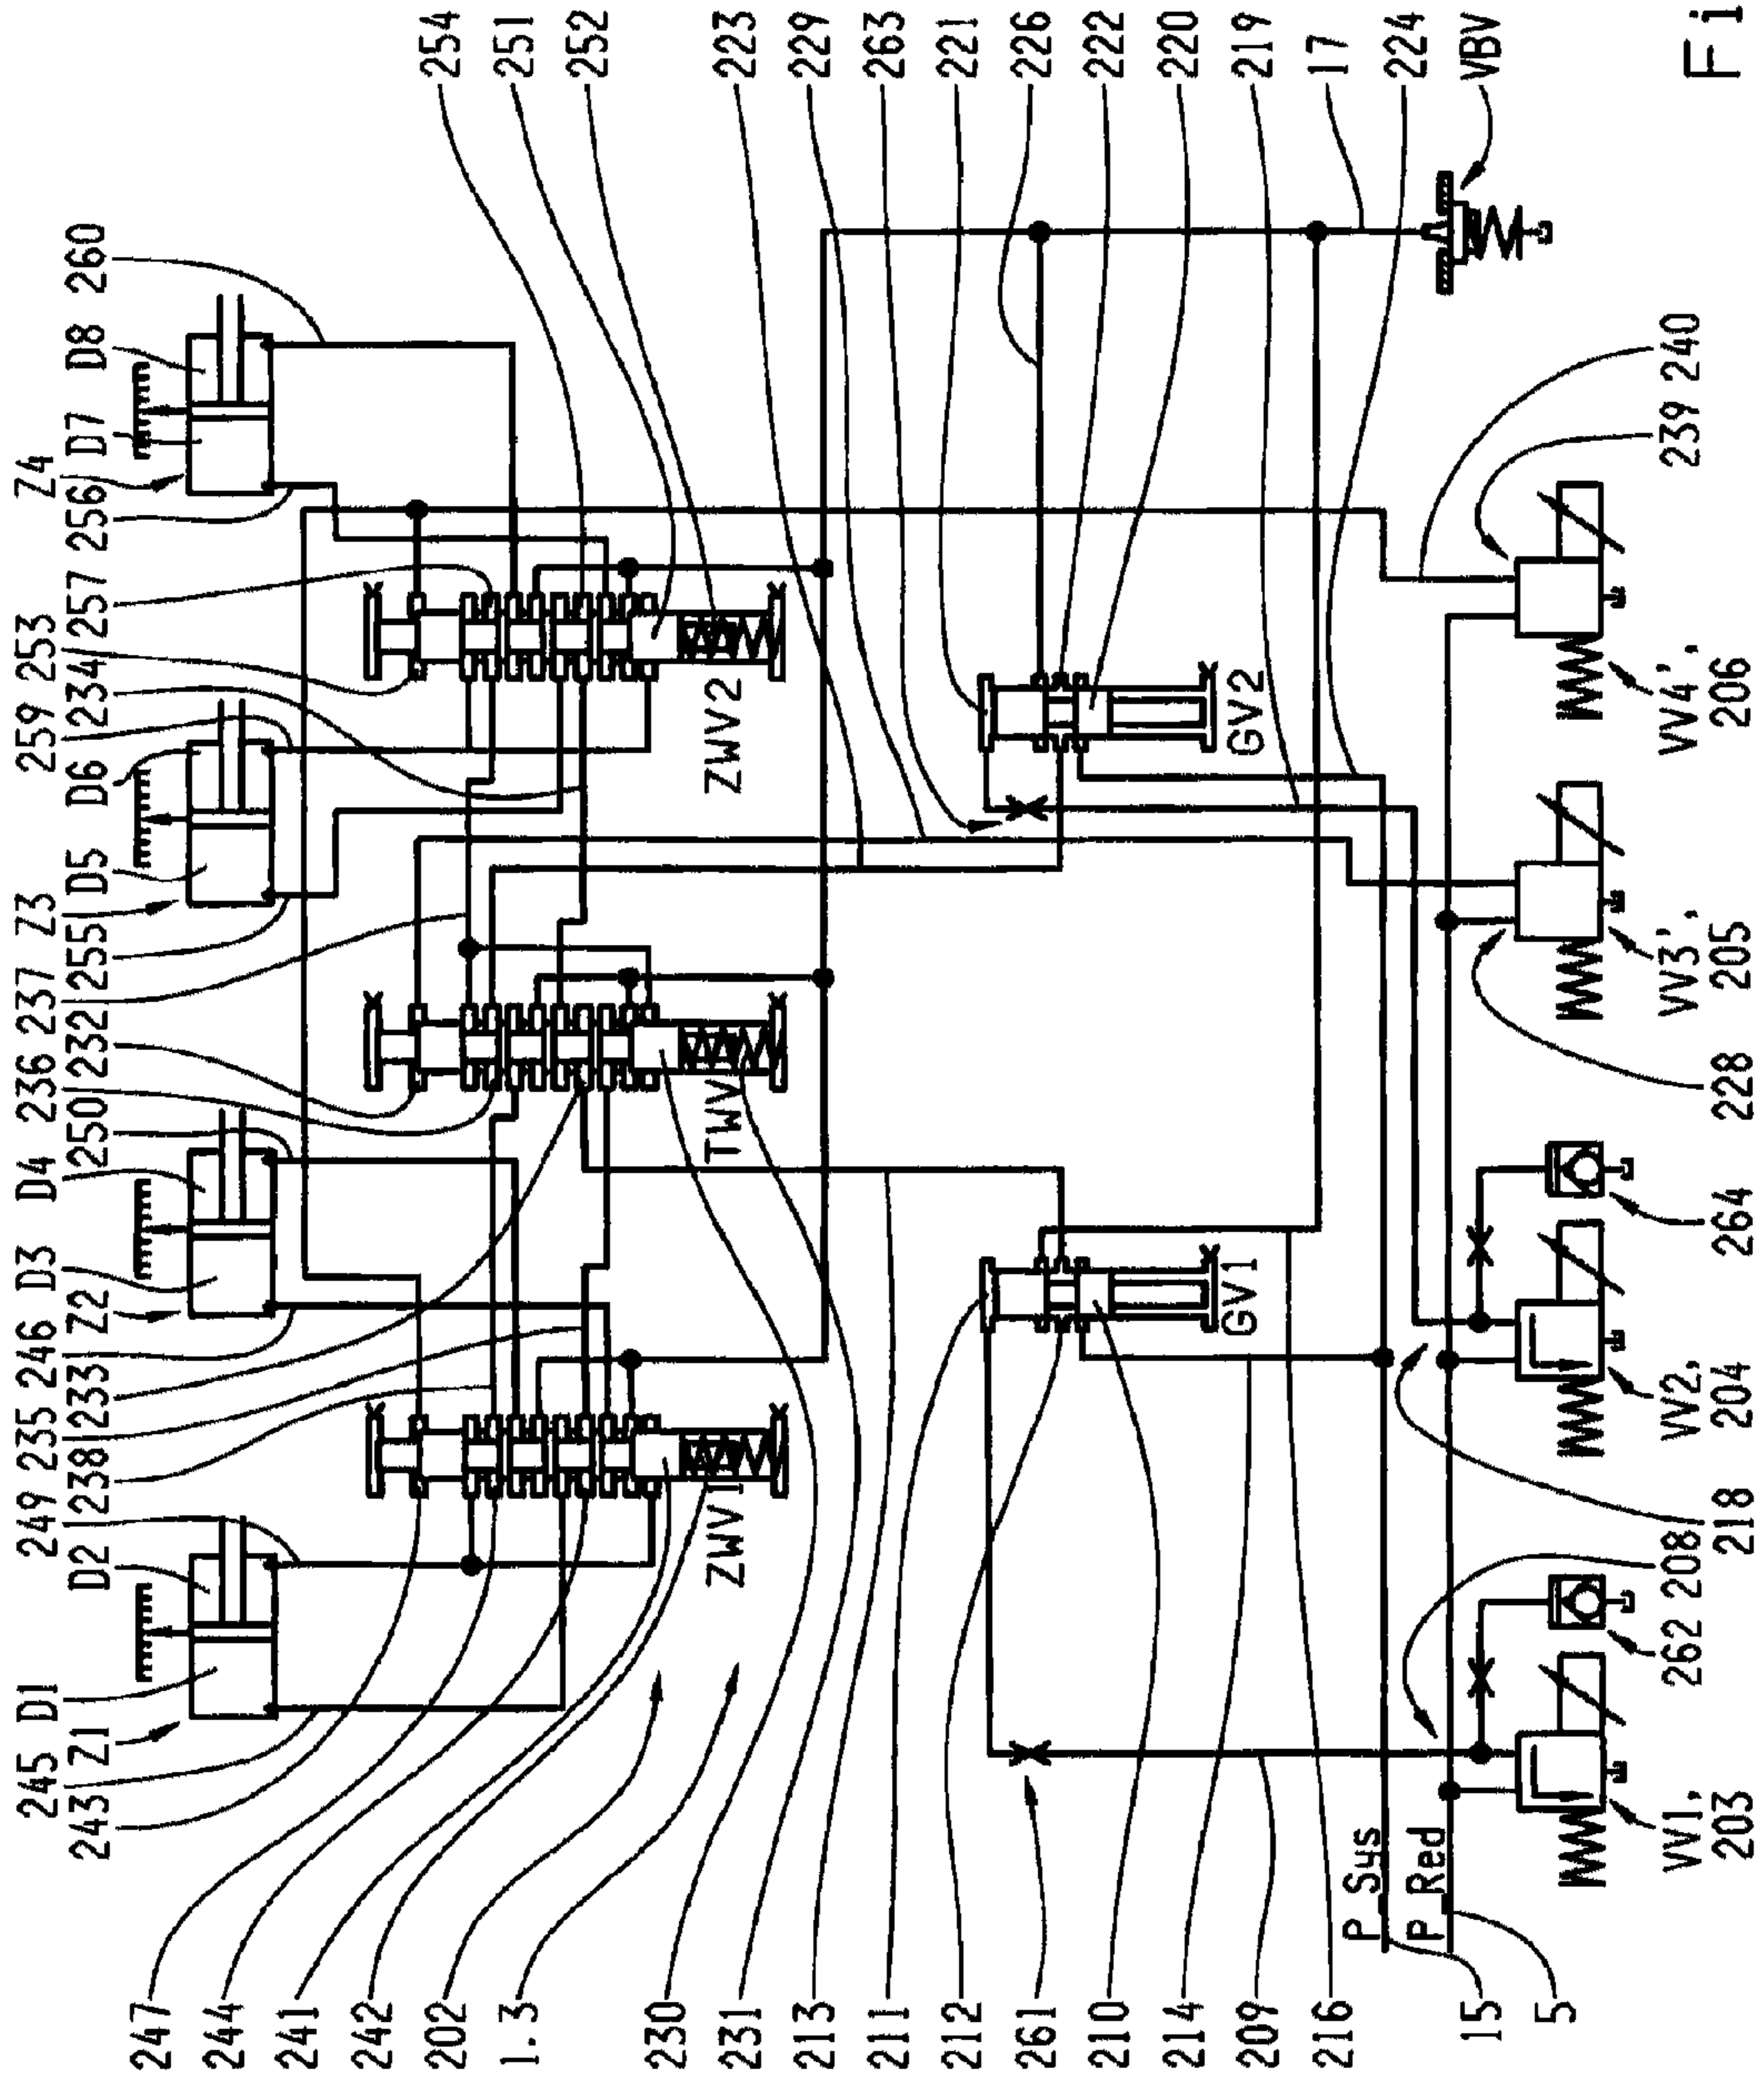 245 D1
249 235 246 D3 D4
236 237 Z3
259 253
Z4
243 Z1
D2
238 233 Z2
250 232 255 D5 D6
234 257 256 D7 D8 260
247
244
241
242
202
1.3
230
231
213
211
212
261
210
214
209
216
15
5
254
251
252
223
229
263
221
226
222
220
219
17
224
VBV
ZWV1
TWV
ZWV2
GV1
GV2
P_Sys
P_Red
208
262
218
264
228
239 240
VV1,
203
VV2,
204
VV3',
205
VV4',
206
Fi